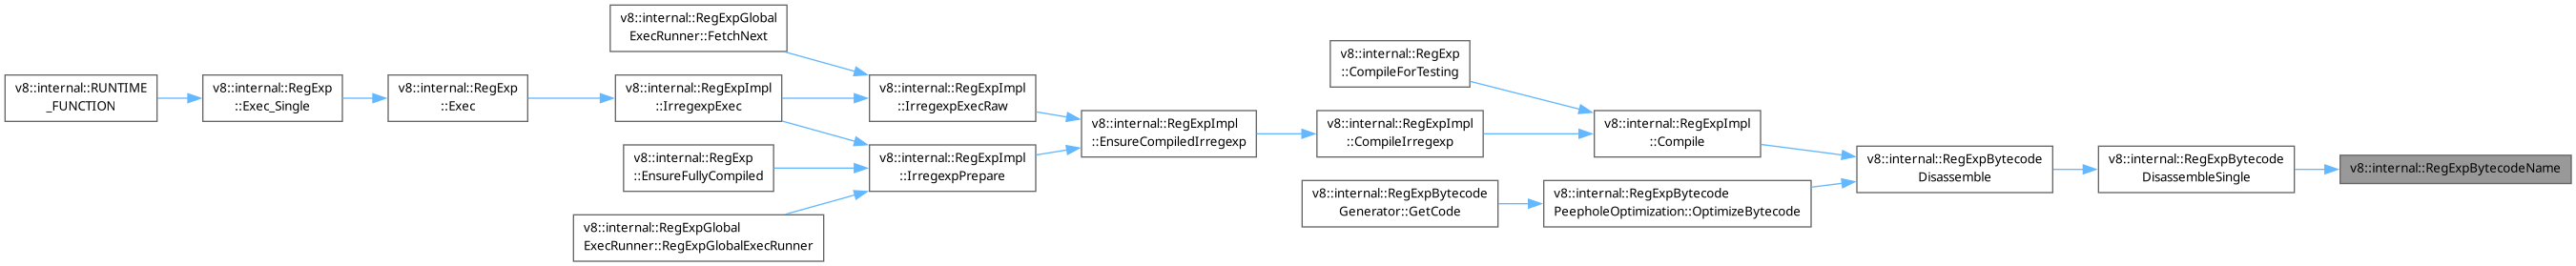 v8::internal::RUNTIME
_FUNCTION
v8::internal::RegExp
::Exec_Single
v8::internal::RegExp
::Exec
v8::internal::RegExpGlobal
ExecRunner::FetchNext
v8::internal::RegExpImpl
::IrregexpExec
v8::internal::RegExp
::EnsureFullyCompiled
v8::internal::RegExpGlobal
ExecRunner::RegExpGlobalExecRunner
v8::internal::RegExpImpl
::IrregexpExecRaw
v8::internal::RegExpImpl
::IrregexpPrepare
v8::internal::RegExpImpl
::EnsureCompiledIrregexp
v8::internal::RegExp
::CompileForTesting
v8::internal::RegExpImpl
::CompileIrregexp
v8::internal::RegExpBytecode
Generator::GetCode
v8::internal::RegExpImpl
::Compile
v8::internal::RegExpBytecode
PeepholeOptimization::OptimizeBytecode
v8::internal::RegExpBytecode
Disassemble
v8::internal::RegExpBytecode
DisassembleSingle
v8::internal::RegExpBytecodeName